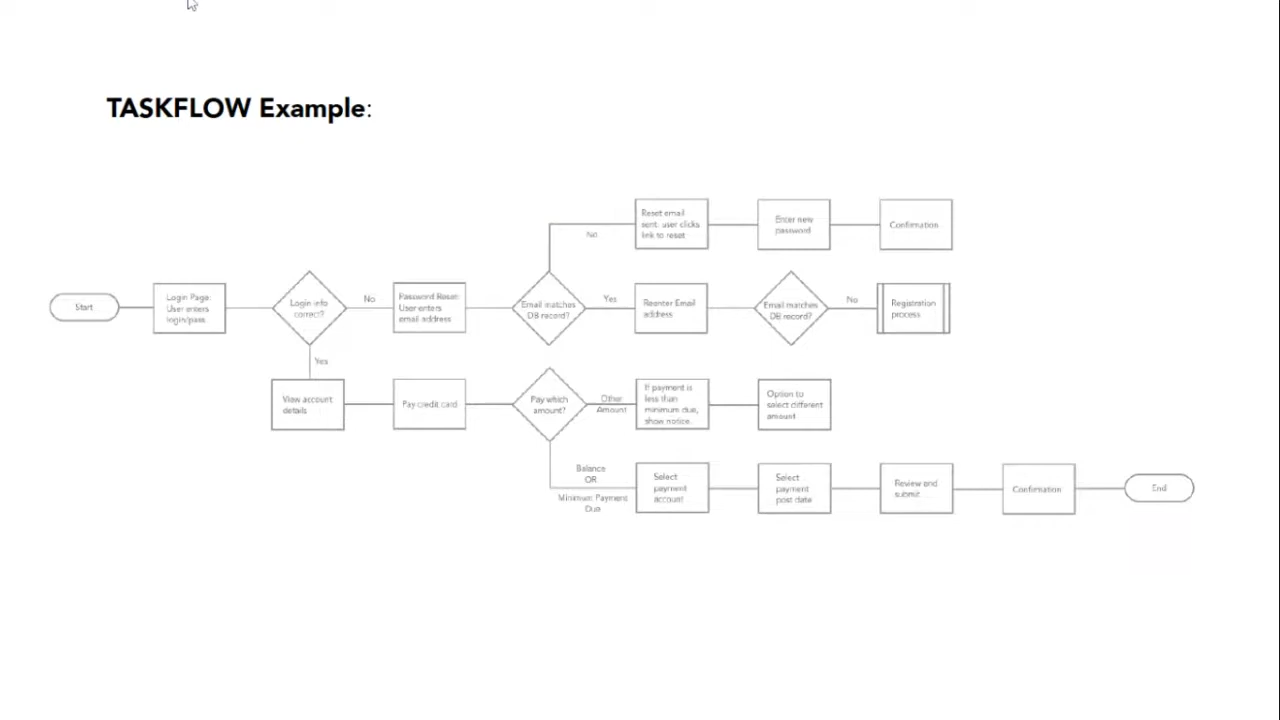 TASKFLOW Example:
Reset email
sent: user clicks
link to reset
Enter new
password
Confirmation
No
Start
Login Page:
User enters
login/pass
Login info
correct?
No
Password Reset:
User enters
email address
Email matches
DB record?
Yes
Reenter Email
address
Email matches
DB record?
No
Registration
process
Yes
View account
details
Pay credit card
Pay which
amount?
Other
Amount
If payment is
less than
minimum due,
show notice.
Option to
select different
amount
Balance
OR
Minimum Payment
Due
Select
payment
account
Select
payment
post date
Review and
submit
Confirmation
End